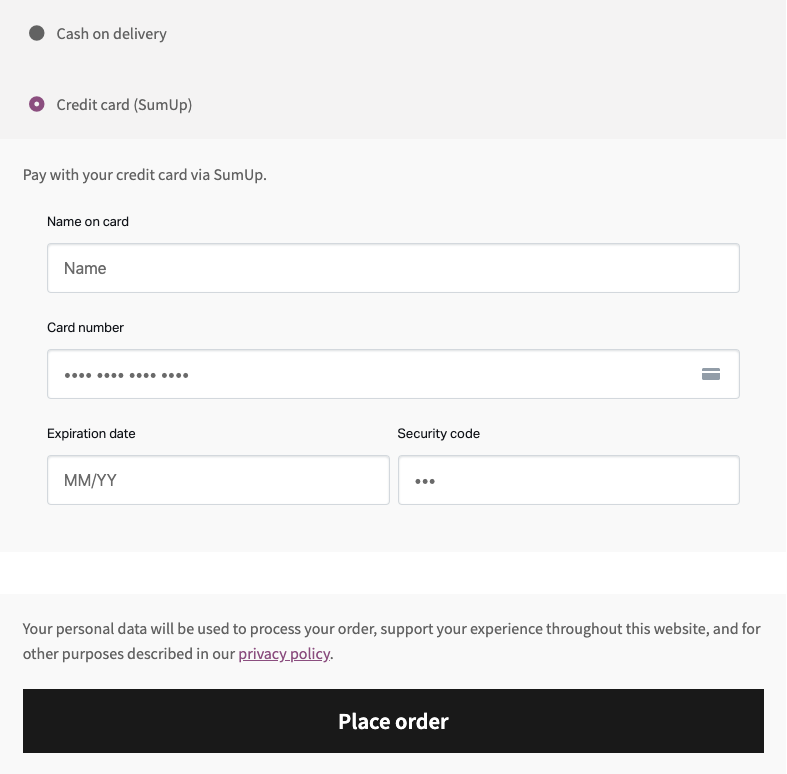 Cash on delivery
Credit card (SumUp)
Pay with your credit card via SumUp.
Name on card
Name
Card number
•••• •••• •••• ••••
Expiration date
Security code
MM/YY
•••
Your personal data will be used to process your order, support your experience throughout this website, and for
other purposes described in our privacy policy.
Place order